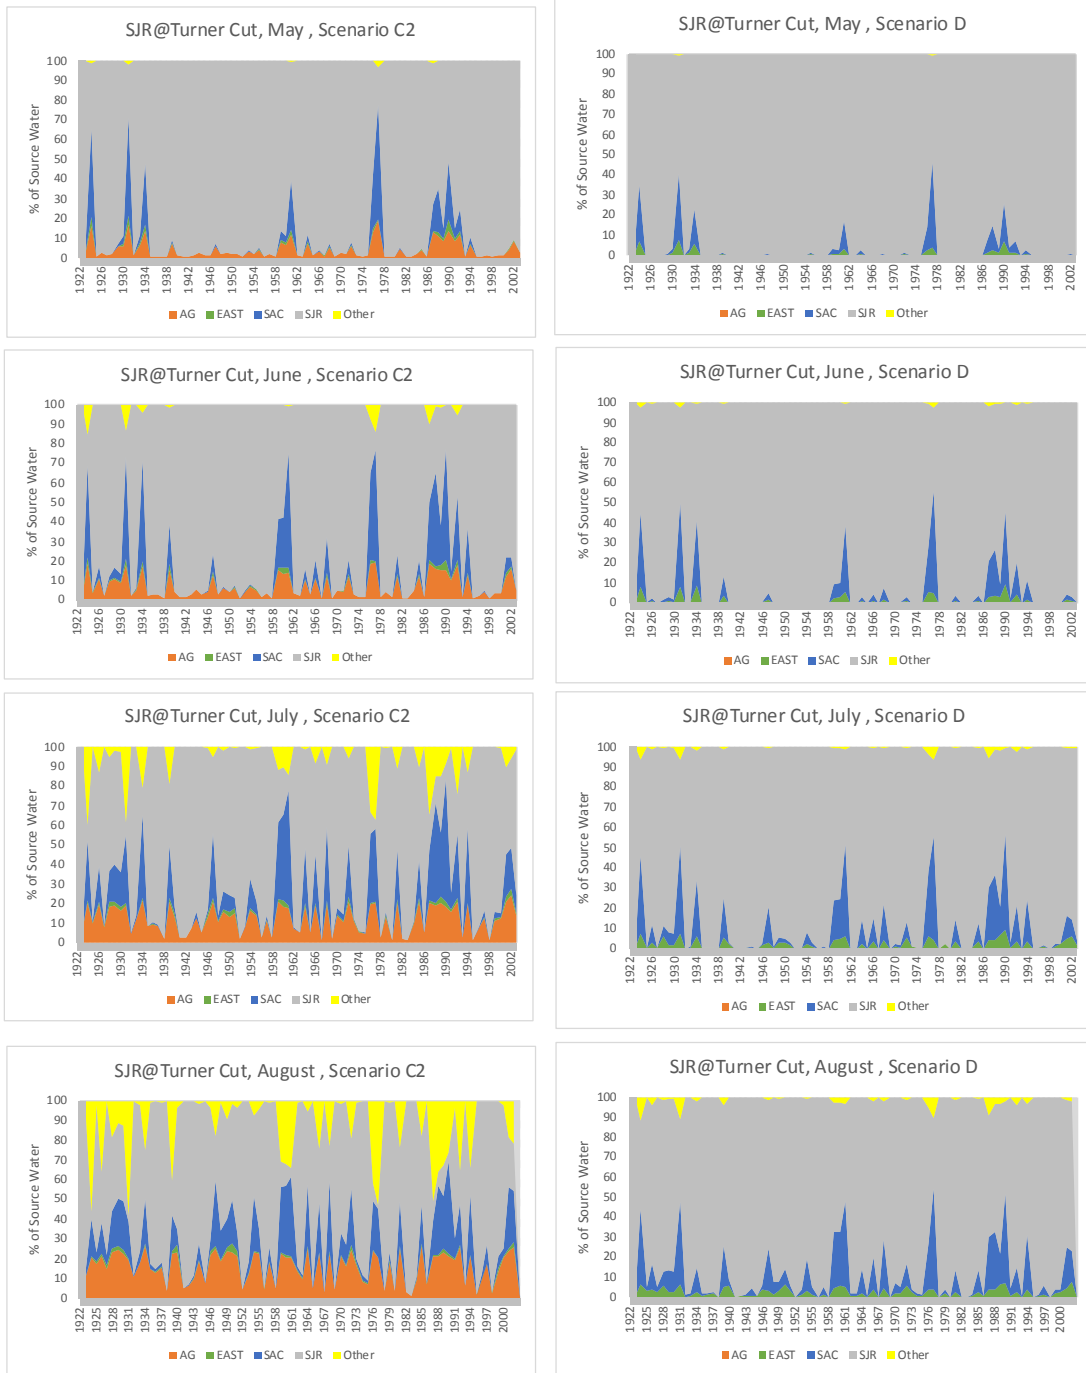 SJR@Turner Cut, May , Scenario C2
% of Source Water
100
90
80
70
60
50
40
30
20
10
0
1922 1926 1930 1934 1938 1942 1946 1950 1954 1958 1962 1966 1970 1974 1978 1982 1986 1990 1994 1998 2002
AG EAST SAC SJR Other
SJR@Turner Cut, May , Scenario D
% of Source Water
100
90
80
70
60
50
40
30
20
10
0
1922 1926 1930 1934 1938 1942 1946 1950 1954 1958 1962 1966 1970 1974 1978 1982 1986 1990 1994 1998 2002
AG EAST SAC SJR Other
SJR@Turner Cut, June , Scenario C2
% of Source Water
100
90
80
70
60
50
40
30
20
10
0
1922 1926 1930 1934 1938 1942 1946 1950 1954 1958 1962 1966 1970 1974 1978 1982 1986 1990 1994 1998 2002
AG EAST SAC SJR Other
SJR@Turner Cut, June , Scenario D
% of Source Water
100
90
80
70
60
50
40
30
20
10
0
1922 1926 1930 1934 1938 1942 1946 1950 1954 1958 1962 1966 1970 1974 1978 1982 1986 1990 1994 1998 2002
AG EAST SAC SJR Other
SJR@Turner Cut, July , Scenario C2
% of Source Water
100
90
80
70
60
50
40
30
20
10
0
1922 1926 1930 1934 1938 1942 1946 1950 1954 1958 1962 1966 1970 1974 1978 1982 1986 1990 1994 1998 2002
AG EAST SAC SJR Other
SJR@Turner Cut, July , Scenario D
% of Source Water
100
90
80
70
60
50
40
30
20
10
0
1922 1926 1930 1934 1938 1942 1946 1950 1954 1958 1962 1966 1970 1974 1978 1982 1986 1990 1994 1998 2002
AG EAST SAC SJR Other
SJR@Turner Cut, August , Scenario C2
% of Source Water
100
90
80
70
60
50
40
30
20
10
0
1922 1925 1928 1931 1934 1937 1940 1943 1946 1949 1952 1955 1958 1961 1964 1967 1970 1973 1976 1979 1982 1985 1988 1991 1994 1997 2000
AG EAST SAC SJR Other
SJR@Turner Cut, August , Scenario D
% of Source Water
100
90
80
70
60
50
40
30
20
10
0
1922 1925 1928 1931 1934 1937 1940 1943 1946 1949 1952 1955 1958 1961 1964 1967 1970 1973 1976 1979 1982 1985 1988 1991 1994 1997 2000
AG EAST SAC SJR Other